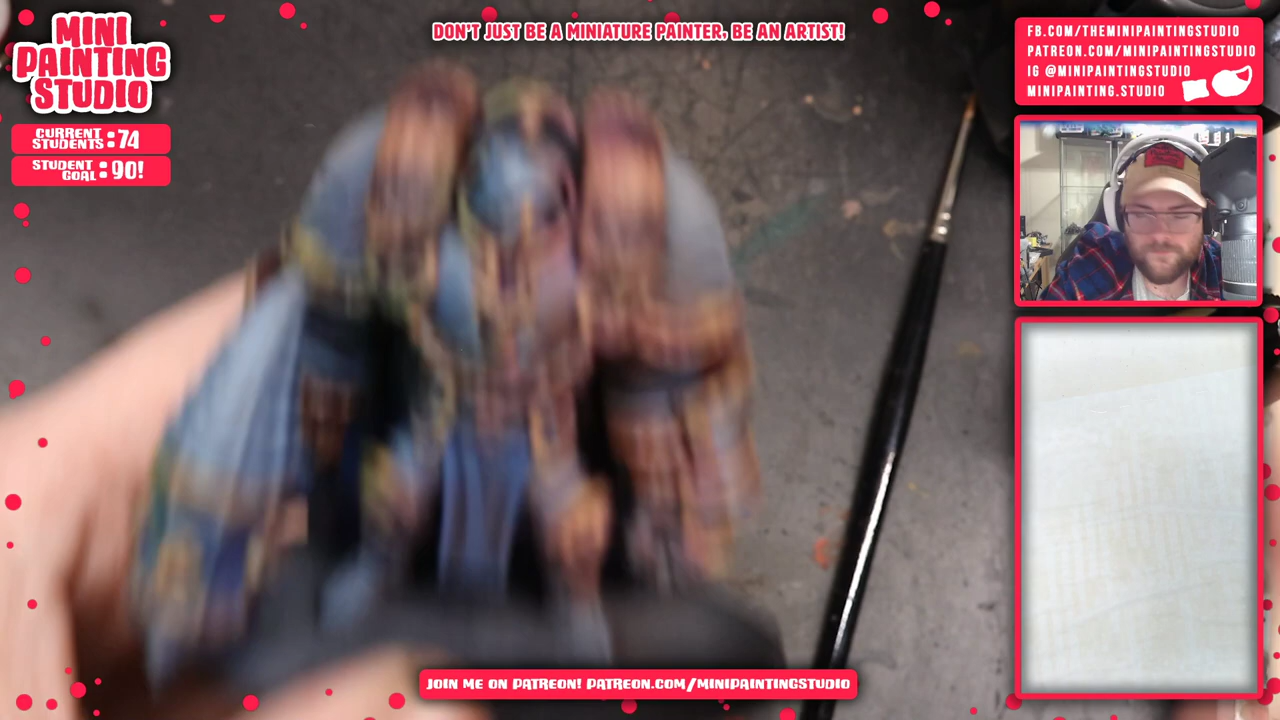 MINI
PAINTING
STUDIO
CURRENT
STUDENTS : 74
STUDENT
GOAL : 90!
DON'T JUST BE A MINIATURE PAINTER, BE AN ARTIST!
FB.COM/THEMINIPAINTINGSTUDIO
PATREON.COM/MINIPAINTINGSTUDIO
IG @MINIPAINTINGSTUDIO
MINIPAINTING.STUDIO
JOIN ME ON PATREON! PATREON.COM/MINIPAINTINGSTUDIO